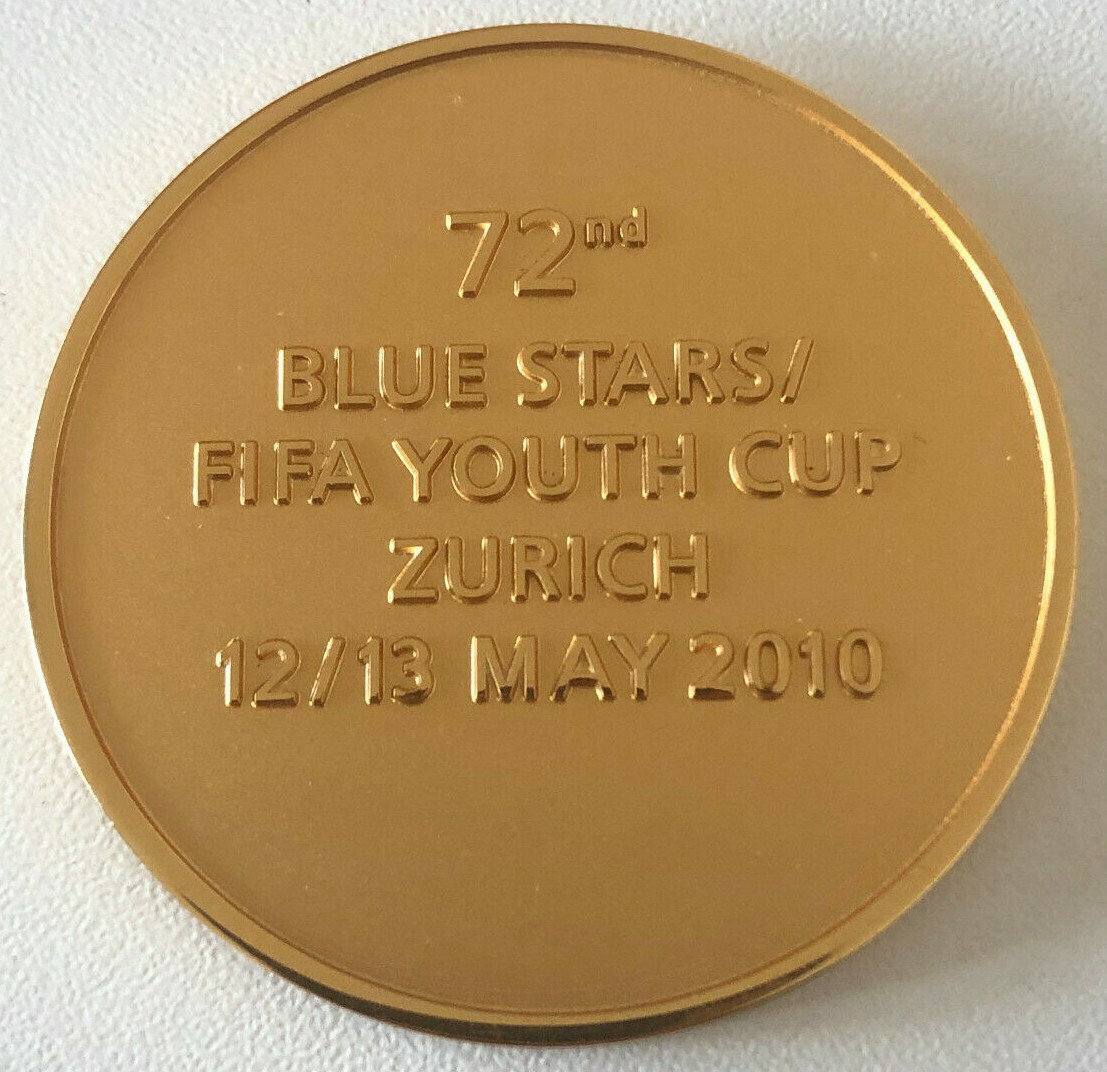 72nd
BLUE STARS/
FIFA YOUTH CUP
ZURICH
12/13 MAY 2010